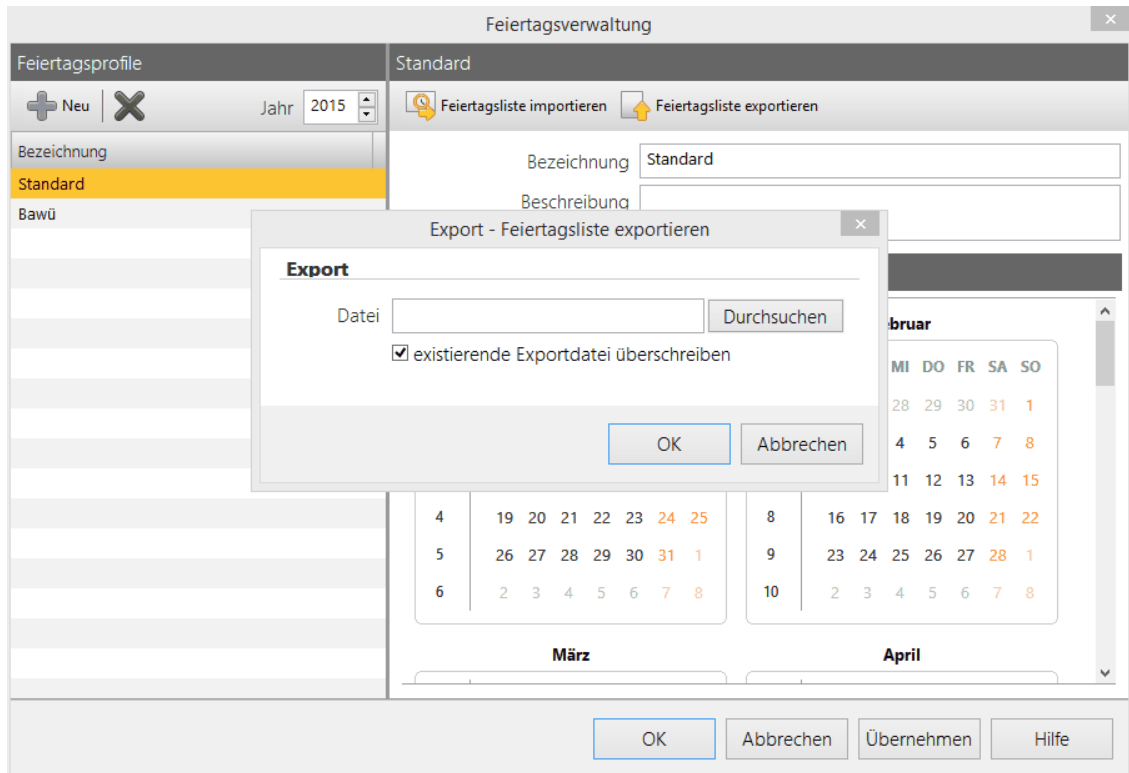 Feiertagsverwaltung
Feiertagsprofile
Neu
Jahr 2015
Bezeichnung
Standard
Bawü
Standard
Feiertagsliste importieren Feiertagsliste exportieren
Bezeichnung Standard
Beschreibung
Export - Feiertagsliste exportieren
Export
Datei Durchsuchen
existierende Exportdatei überschreiben
OK Abbrechen
MI DO FR SA SO
28 29 30 31 1
4 5 6 7 8
11 12 13 14 15
4 19 20 21 22 23 24 25 8 16 17 18 19 20 21 22
5 26 27 28 29 30 31 1 9 23 24 25 26 27 28 1
6 2 3 4 5 6 7 8 10 2 3 4 5 6 7 8
März April
OK Abbrechen Übernehmen Hilfe